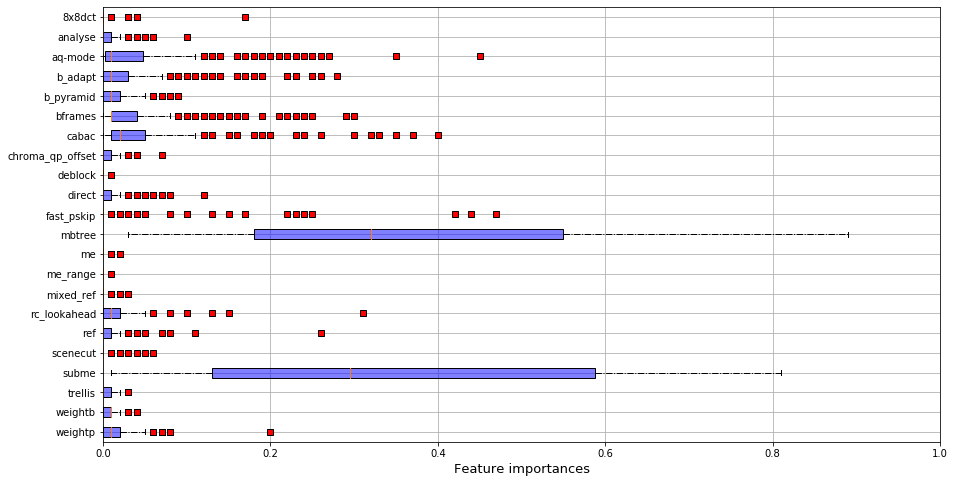 8x8dct
analyse
aq-mode
b_adapt
b_pyramid
bframes
cabac
chroma_qp_offset
deblock
direct
fast_pskip
mbtree
me
me_range
mixed_ref
rc_lookahead
ref
scenecut
subme
trellis
weightb
weightp
0.0 0.2 0.4 0.6 0.8 1.0
Feature importances